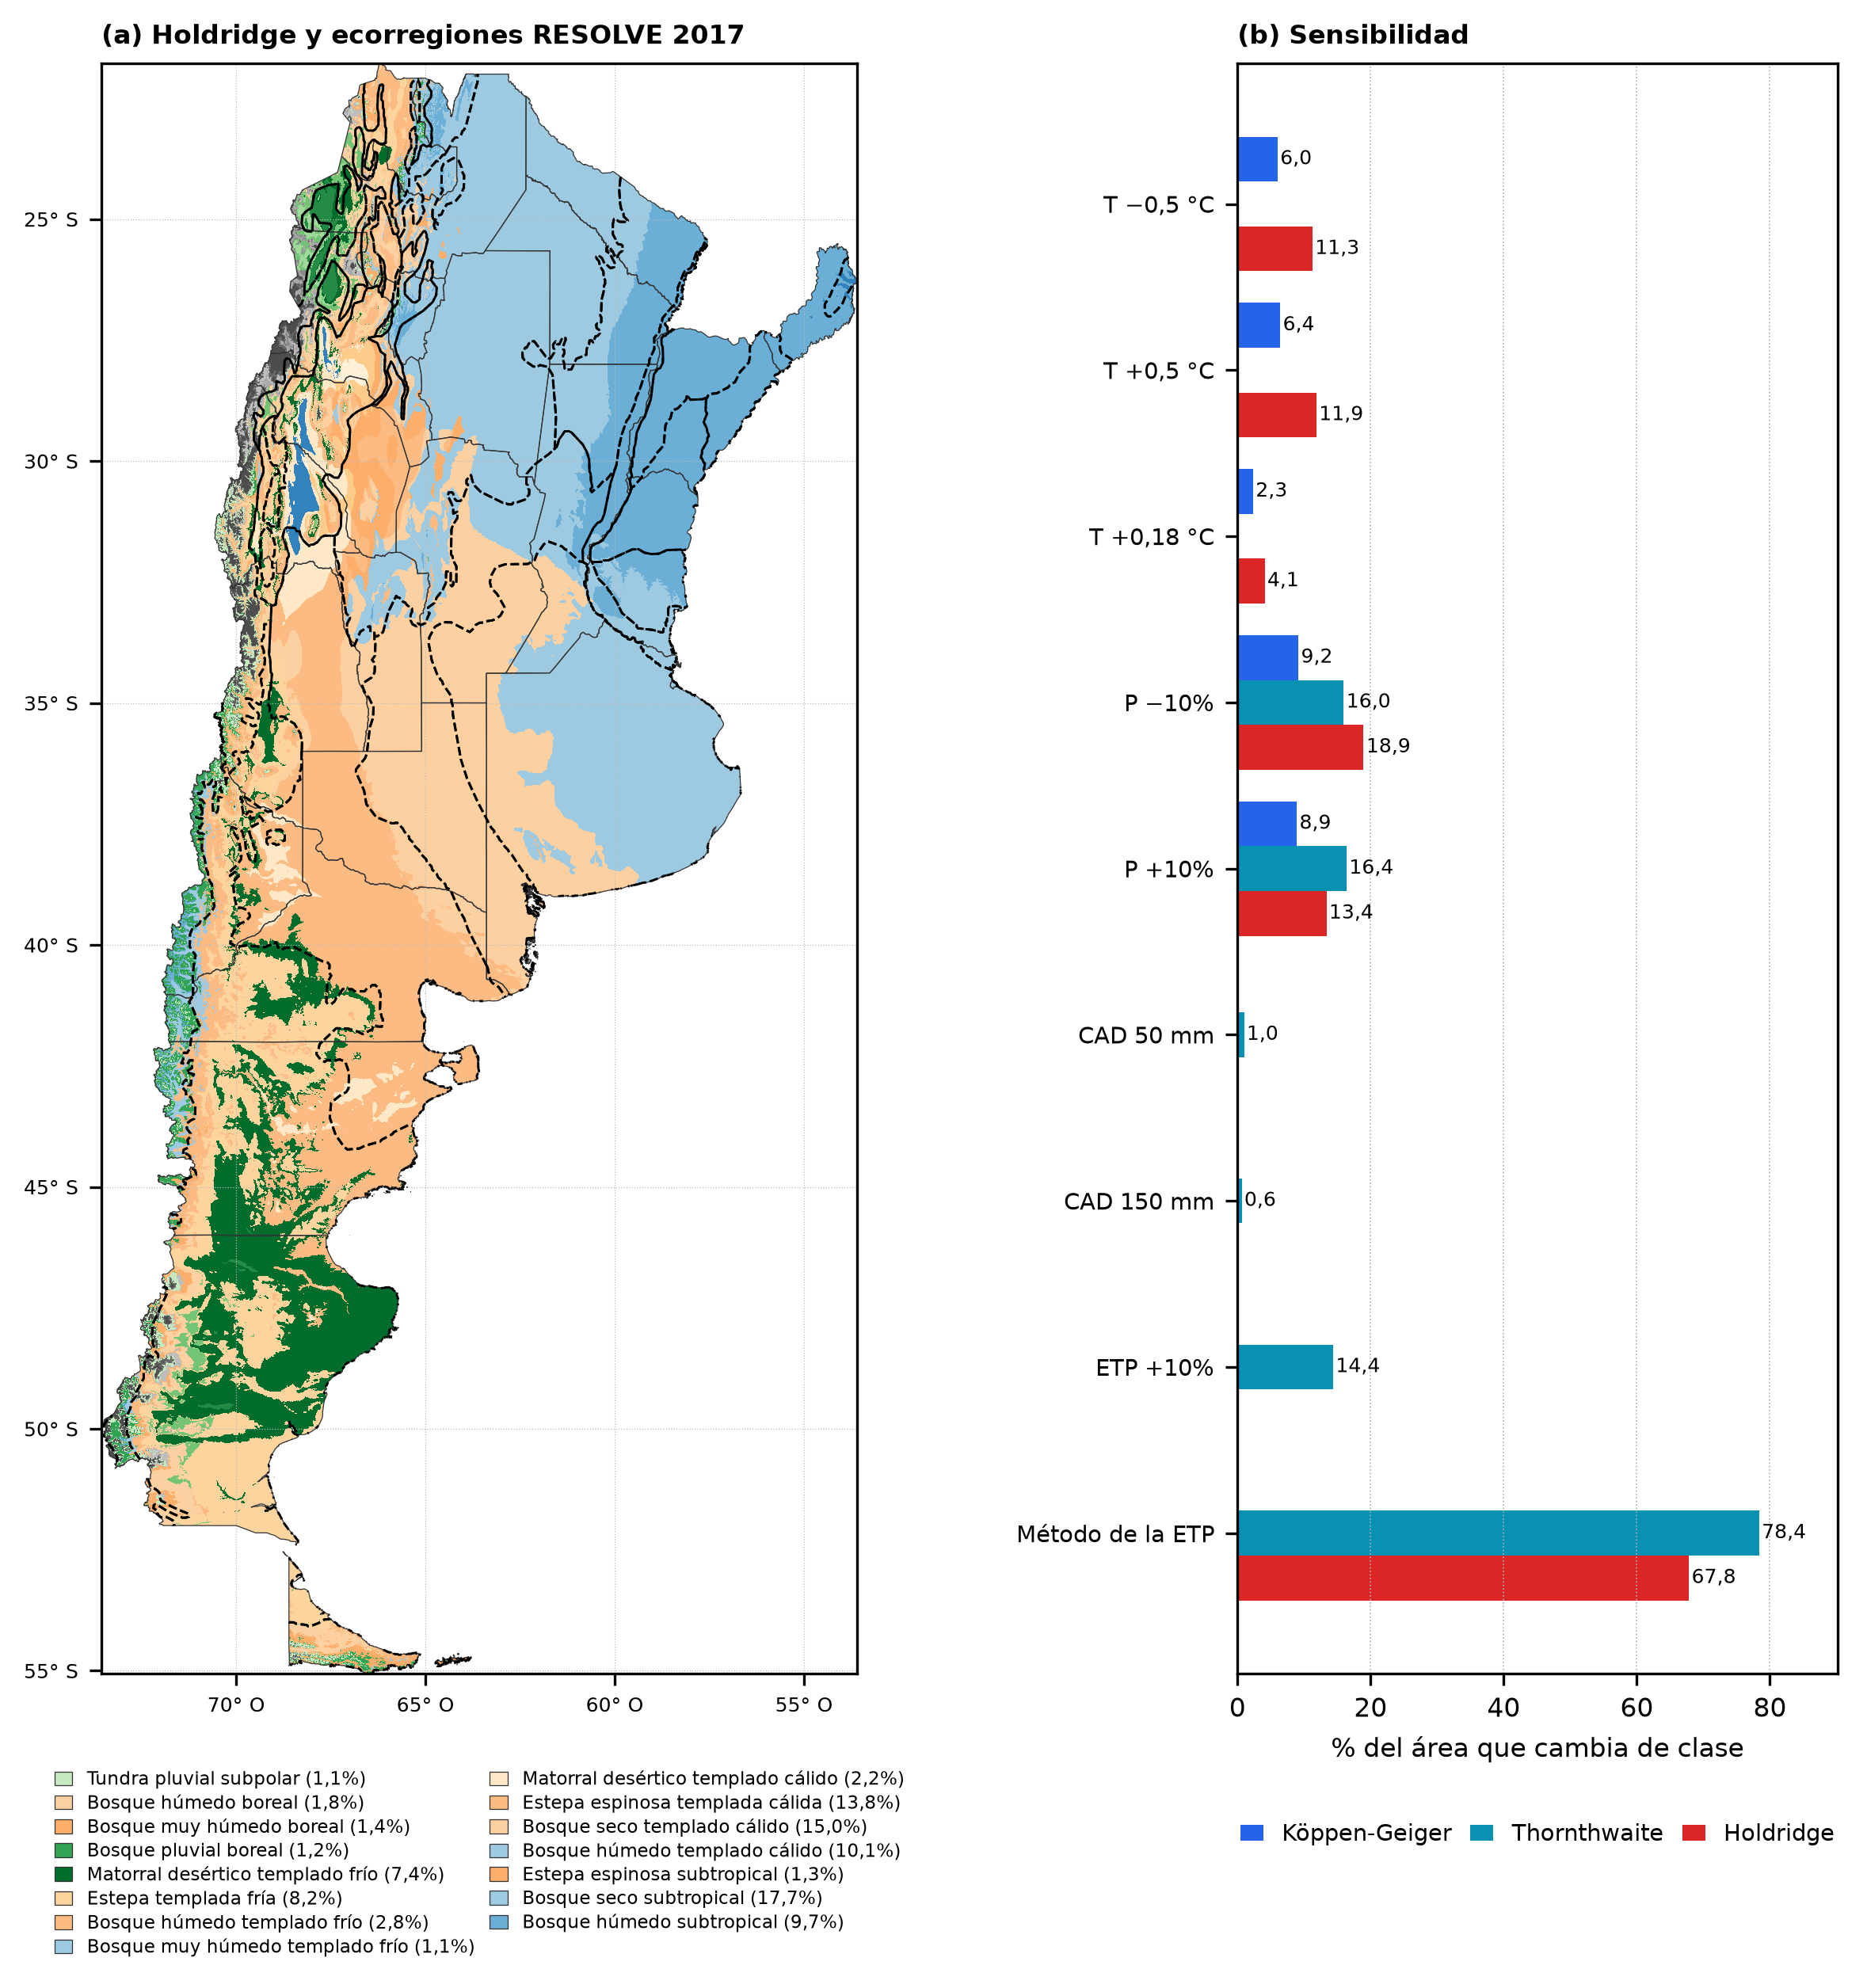 (a) Holdridge y ecorregiones RESOLVE 2017
25° S
30° S
35° S
40° S
45° S
50° S
55° S
70° O
65° O
60° O
55° O
Tundra pluvial subpolar (1,1%)
Bosque húmedo boreal (1,8%)
Bosque muy húmedo boreal (1,4%)
Bosque pluvial boreal (1,2%)
Matorral desértico templado frío (7,4%)
Estepa templada fría (8,2%)
Bosque húmedo templado frío (2,8%)
Bosque muy húmedo templado frío (1,1%)
Matorral desértico templado cálido (2,2%)
Estepa espinosa templada cálida (13,8%)
Bosque seco templado cálido (15,0%)
Bosque húmedo templado cálido (10,1%)
Estepa espinosa subtropical (1,3%)
Bosque seco subtropical (17,7%)
Bosque húmedo subtropical (9,7%)
(b) Sensibilidad
6,0
T −0,5 °C
11,3
6,4
T +0,5 °C
11,9
2,3
T +0,18 °C
4,1
9,2
P −10%
16,0
18,9
8,9
P +10%
16,4
13,4
CAD 50 mm
1,0
CAD 150 mm
0,6
ETP +10%
14,4
Método de la ETP
78,4
67,8
0
20
40
60
80
% del área que cambia de clase
Köppen-Geiger
Thornthwaite
Holdridge